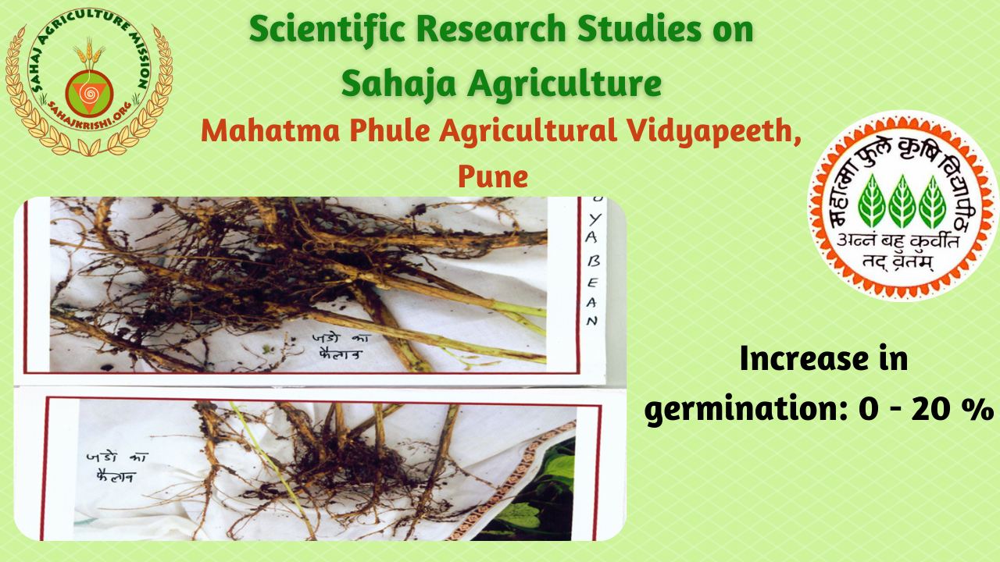 SAHAJ AGRICULTURE MISSION
SAHAJKRISHI.ORG
Scientific Research Studies on
Sahaja Agriculture
Mahatma Phule Agricultural Vidyapeeth,
Pune
महात्मा फुले कृषि विद्यापीठ
अन्नं बहु कुर्वीत
तद् व्रतम्
OYABEAN
जडों का
फैलाव
जडों का
फैलाव
Increase in
germination: 0 - 20 %